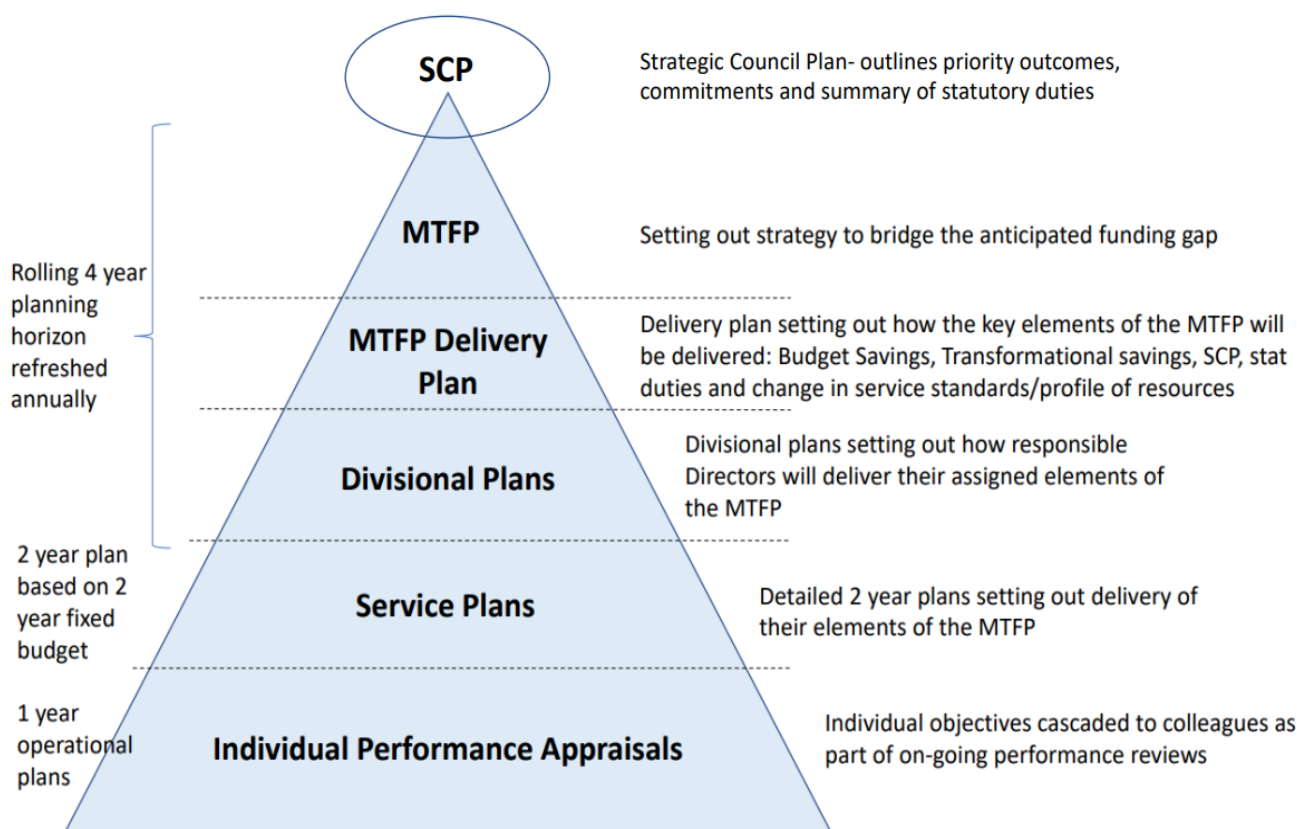 SCP
Strategic Council Plan- outlines priority outcomes,
commitments and summary of statutory duties
MTFP
Setting out strategy to bridge the anticipated funding gap
Rolling 4 year
planning
horizon
refreshed
annually
MTFP Delivery
Plan
Delivery plan setting out how the key elements of the MTFP will
be delivered: Budget Savings, Transformational savings, SCP, stat
duties and change in service standards/profile of resources
Divisional Plans
Divisional plans setting out how responsible
Directors will deliver their assigned elements of
the MTFP
2 year plan
based on 2
year fixed
budget
Service Plans
Detailed 2 year plans setting out delivery of
their elements of the MTFP
1 year
operational
plans
Individual Performance Appraisals
Individual objectives cascaded to colleagues as
part of on-going performance reviews